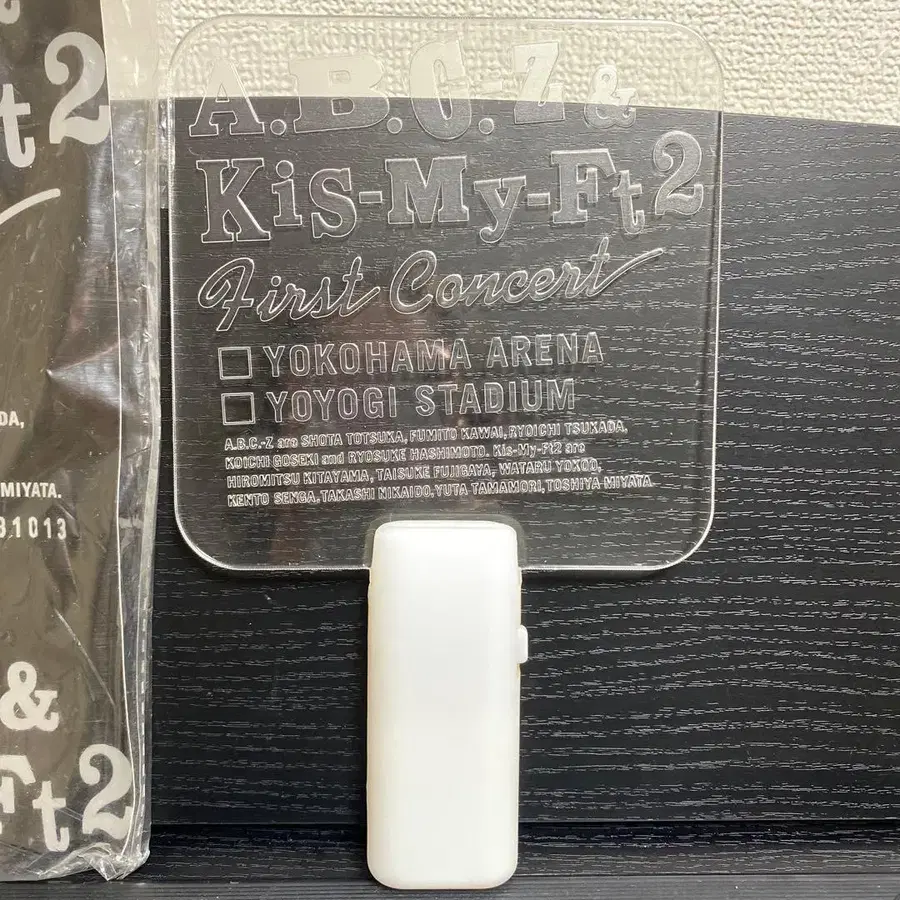 t2
DA,
MIYATA.
31013
&
Ft2
A.B.C.-Z &
Kis-My-Ft2
First Concert
YOKOHAMA ARENA
YOYOGI STADIUM
A.B.C.-Z are SHOTA TOTSUKA, FUMITO KAWAI, RYOICHI TSUKADA,
KOICHI GOSEKI and RYOSUKE HASHIMOTO. Kis-My-Ft2 are
HIROMITSU KITAYAMA, TAISUKE FUJIGAYA, WATARU YOKOO,
KENTO SENGA, TAKASHI NIKAIDO, YUTA TAMAMORI, TOSHIYA MIYATA